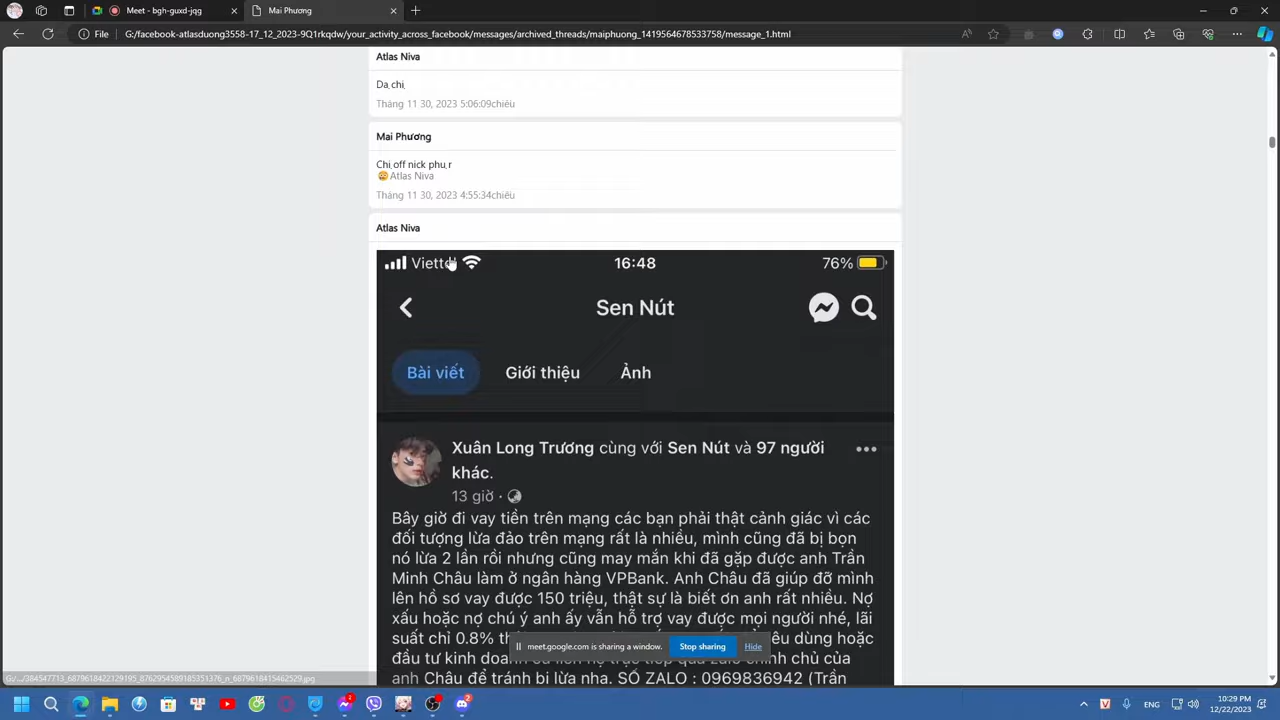 Meet - bgh-guxd-jqg
Mai Phương
File
G:/facebook-atlasduong3558-17_12_2023-9Q1rkqdw/your_activity_across_facebook/messages/archived_threads/maiphuong_1419564678533758/message_1.html
Atlas Niva
Dạ chị
Tháng 11 30, 2023 5:06:09chiều
Mai Phương
Chị off nick phụ r
😩Atlas Niva
Tháng 11 30, 2023 4:55:34chiều
Atlas Niva
16:48
76%
Sen Nút
Bài viết
Giới thiệu
Ảnh
Xuân Long Trương cùng với Sen Nút và 97 người
khác.
13 giờ ·
Bây giờ đi vay tiền trên mạng các bạn phải thật cảnh giác vì các
đối tượng lừa đảo trên mạng rất là nhiều, mình cũng đã bị bọn
nó lừa 2 lần rồi nhưng cũng may mắn khi đã gặp được anh Trần
Minh Châu làm ở ngân hàng VPBank. Anh Châu đã giúp đỡ mình
lên hồ sơ vay được 150 triệu, thật sự là biết ơn anh rất nhiều. Nợ
xấu hoặc nợ chú ý anh ấy vẫn hỗ trợ vay được mọi người nhé, lãi
suất chỉ 0.8% dùng hoặc
meet.google.com is sharing a window.
Stop sharing
Hide
đầu tư kinh chủ của
anh Châu để tránh bị lừa nha. SỐ ZALO : 0969836942 (Trần
G:/.../384547713_6879618422129195_8762954589185351376_n_6879618415462529.jpg
10:29 PM
12/22/2023